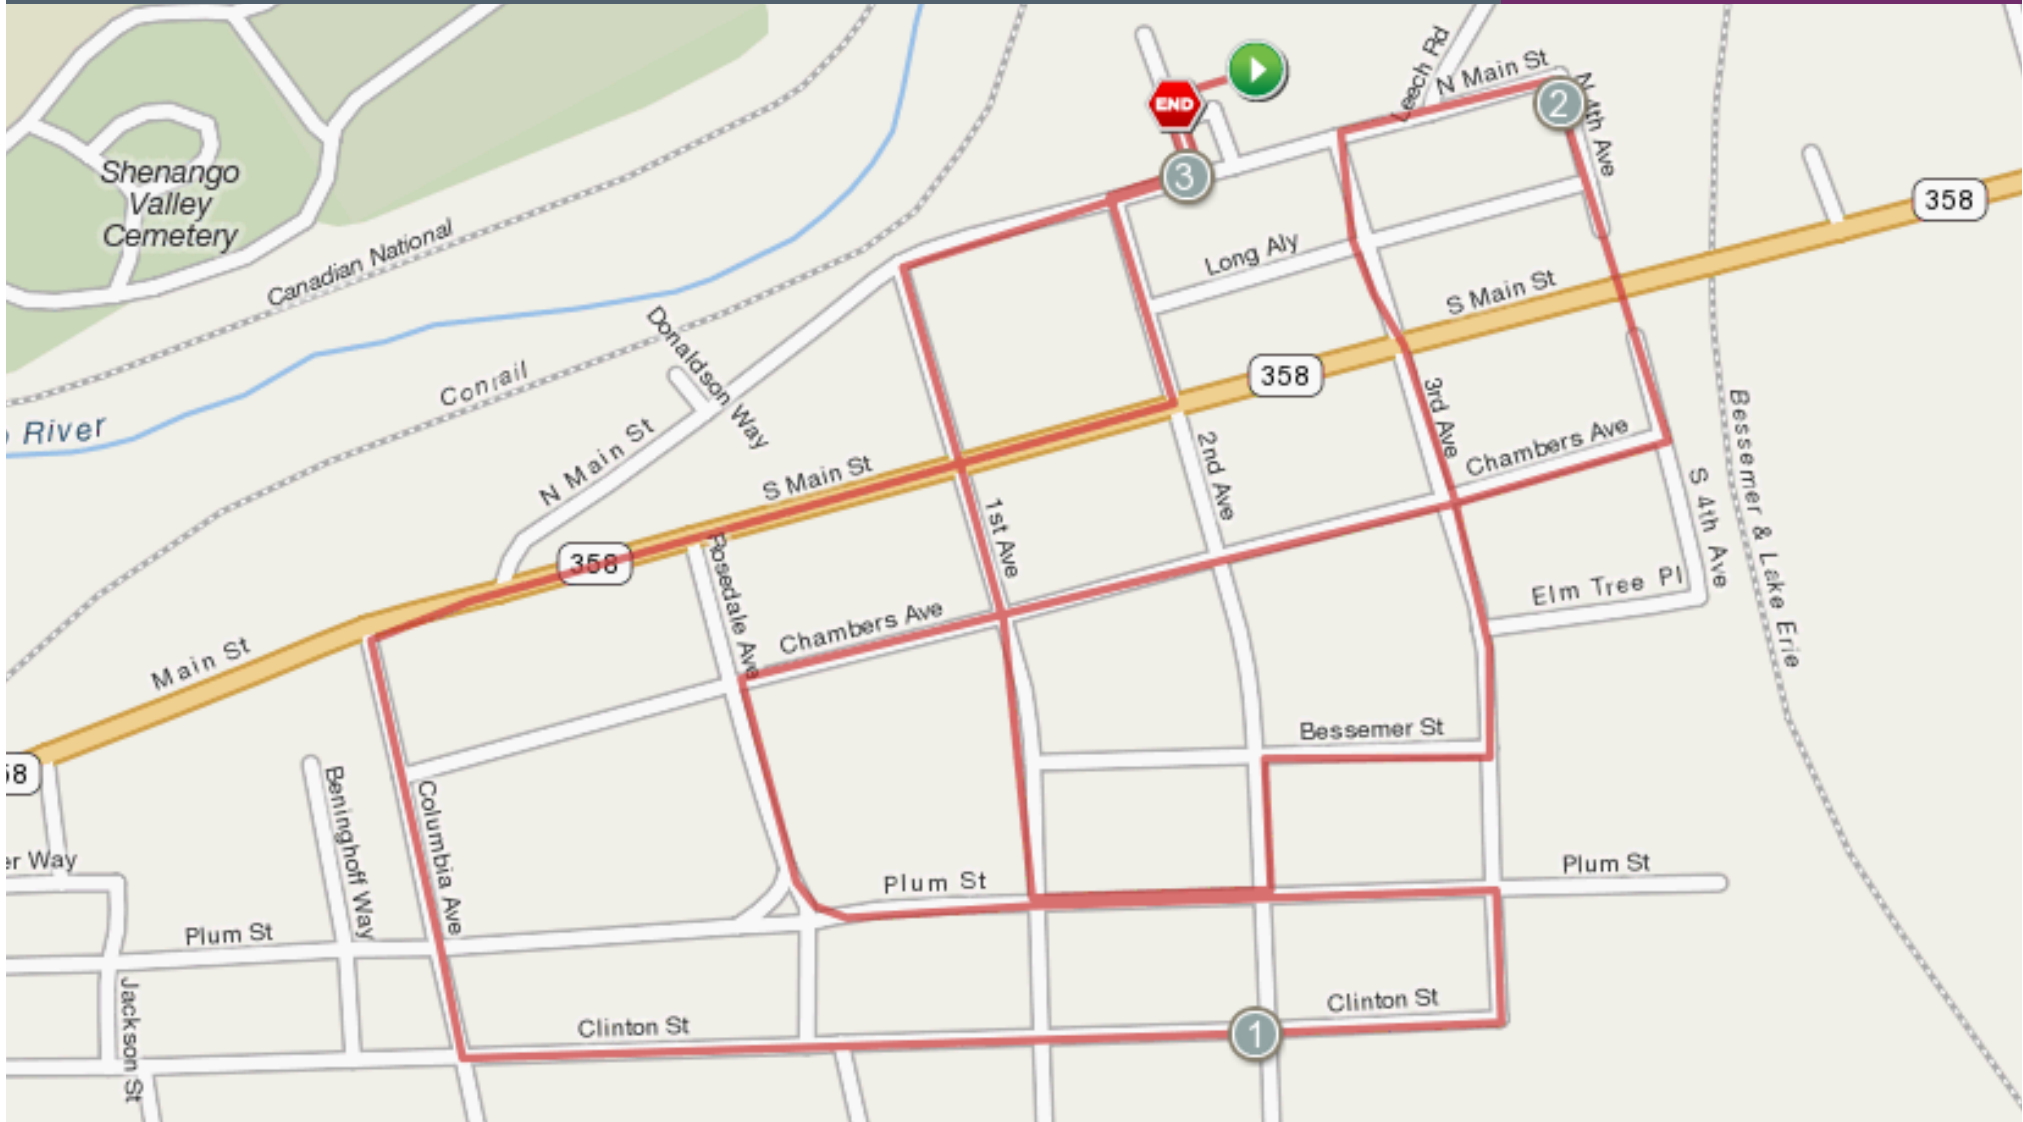 Leech Rd
N Main St
END
2
N 4th Ave
3
Shenango
Valley
Cemetery
358
Canadian National
Long Aly
S Main St
Donaldson Way
358
Conrail
River
3rd Ave
Bessemer & Lake Erie
N Main St
S Main St
2nd Ave
Chambers Ave
1st Ave
S 4th Ave
358
Rosedale Ave
Elm Tree Pl
Chambers Ave
Main St
Bessemer St
58
Beninghoff Way
Columbia Ave
er Way
Plum St
Plum St
Plum St
Jackson St
Clinton St
Clinton St
1